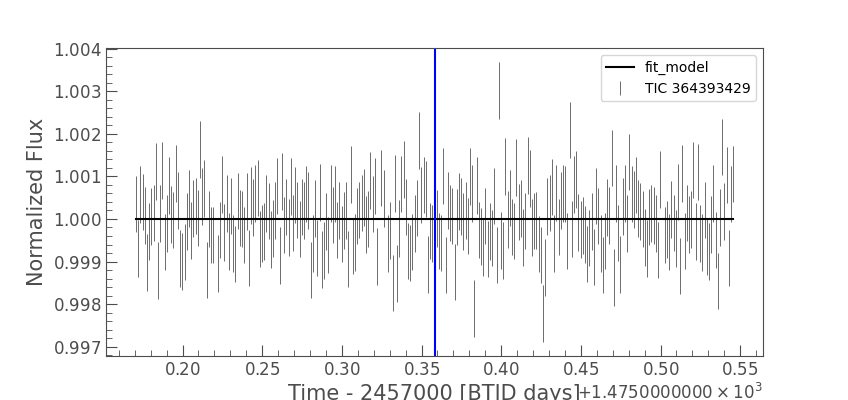 1.004
1.003
1.002
1.001
1.000
0.999
0.998
0.997
Normalized Flux
fit_model
TIC 364393429
0.20 0.25 0.30 0.35 0.40 0.45 0.50 0.55
Time - 2457000 [BTJD days]
+1.4750000000 × 10³